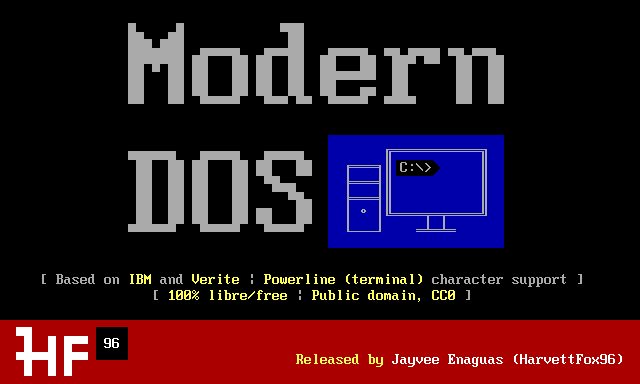 Modern
DOS
C:\>
[ Based on IBM and Verite ¦ Powerline (terminal) character support ]
[ 100% libre/free ¦ Public domain, CC0 ]
HF 96
Released by Jayvee Enaguas (HarvettFox96)